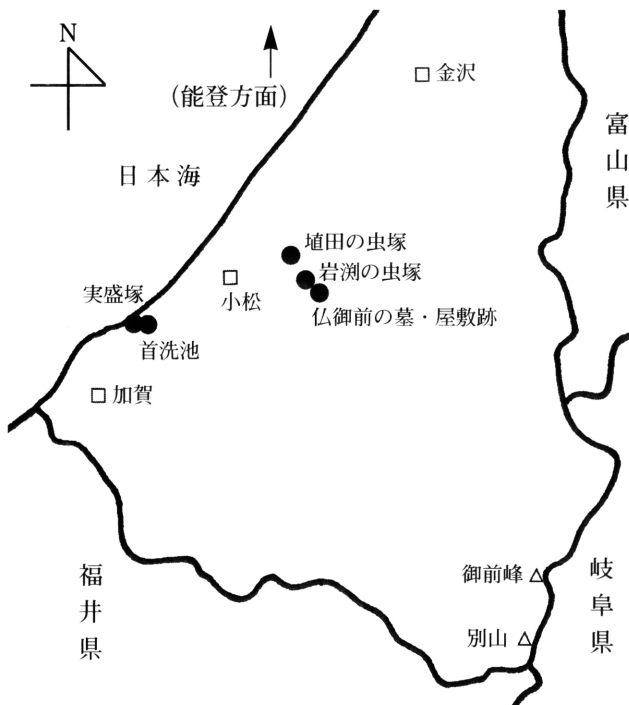 N
(能登方面)
金沢
富山県
日本海
埴田の虫塚
岩渕の虫塚
小松
仏御前の墓・屋敷跡
実盛塚
首洗池
加賀
御前峰
岐阜県
福井県
別山